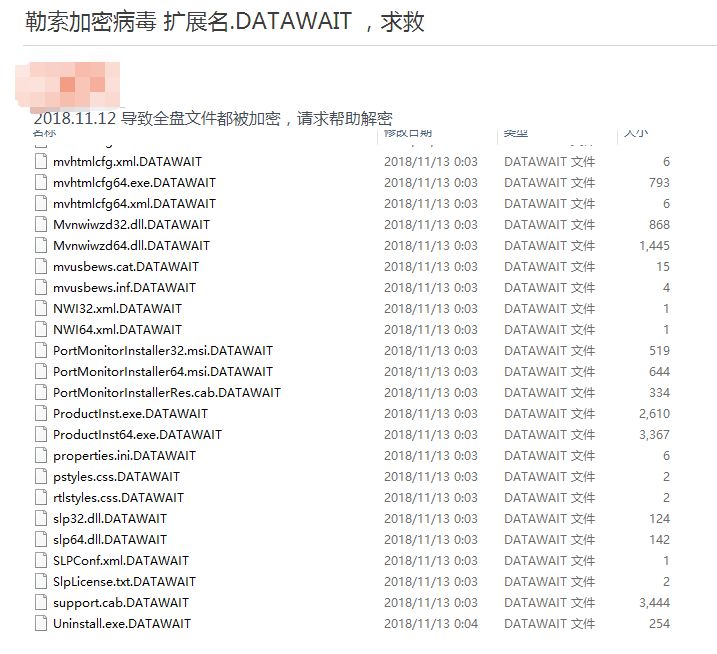 勒索加密病毒 扩展名.DATAWAIT ，求救
2018.11.12 导致全盘文件都被加密，请求帮助解密
名称 修改日期 类型 大小
mvhtmlcfg.xml.DATAWAIT 2018/11/13 0:03 DATAWAIT 文件 6
mvhtmlcfg64.exe.DATAWAIT 2018/11/13 0:03 DATAWAIT 文件 793
mvhtmlcfg64.xml.DATAWAIT 2018/11/13 0:03 DATAWAIT 文件 6
Mvnwiwzd32.dll.DATAWAIT 2018/11/13 0:03 DATAWAIT 文件 868
Mvnwiwzd64.dll.DATAWAIT 2018/11/13 0:03 DATAWAIT 文件 1,445
mvusbews.cat.DATAWAIT 2018/11/13 0:03 DATAWAIT 文件 15
mvusbews.inf.DATAWAIT 2018/11/13 0:03 DATAWAIT 文件 4
NWI32.xml.DATAWAIT 2018/11/13 0:03 DATAWAIT 文件 1
NWI64.xml.DATAWAIT 2018/11/13 0:03 DATAWAIT 文件 1
PortMonitorInstaller32.msi.DATAWAIT 2018/11/13 0:03 DATAWAIT 文件 519
PortMonitorInstaller64.msi.DATAWAIT 2018/11/13 0:03 DATAWAIT 文件 644
PortMonitorInstallerRes.cab.DATAWAIT 2018/11/13 0:03 DATAWAIT 文件 334
ProductInst.exe.DATAWAIT 2018/11/13 0:03 DATAWAIT 文件 2,610
ProductInst64.exe.DATAWAIT 2018/11/13 0:03 DATAWAIT 文件 3,367
properties.ini.DATAWAIT 2018/11/13 0:03 DATAWAIT 文件 6
pstyles.css.DATAWAIT 2018/11/13 0:03 DATAWAIT 文件 2
rtlstyles.css.DATAWAIT 2018/11/13 0:03 DATAWAIT 文件 2
slp32.dll.DATAWAIT 2018/11/13 0:03 DATAWAIT 文件 124
slp64.dll.DATAWAIT 2018/11/13 0:03 DATAWAIT 文件 142
SLPConf.xml.DATAWAIT 2018/11/13 0:03 DATAWAIT 文件 1
SlpLicense.txt.DATAWAIT 2018/11/13 0:03 DATAWAIT 文件 2
support.cab.DATAWAIT 2018/11/13 0:03 DATAWAIT 文件 3,444
Uninstall.exe.DATAWAIT 2018/11/13 0:04 DATAWAIT 文件 254